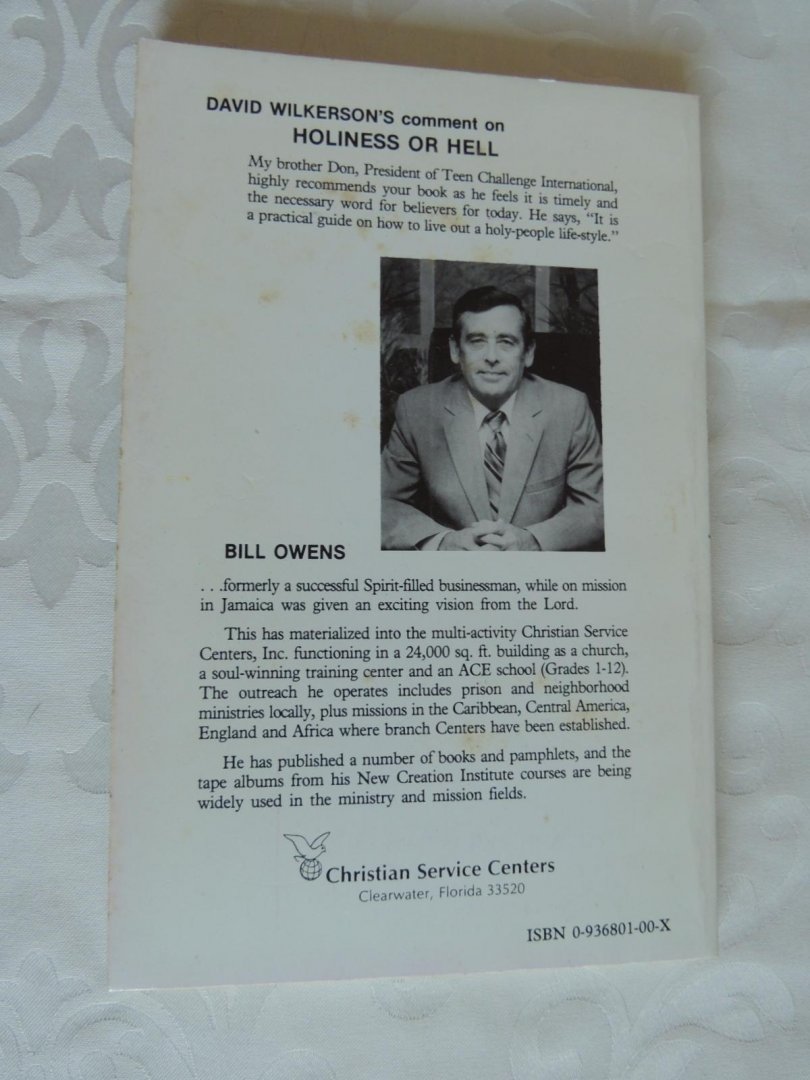 DAVID WILKERSON'S comment on
HOLINESS OR HELL
My brother Don, President of Teen Challenge International,
highly recommends your book as he feels it is timely and
the necessary word for believers for today. He says, "It is
a practical guide on how to live out a holy-people life-style."
BILL OWENS
. . .formerly a successful Spirit-filled businessman, while on mission
in Jamaica was given an exciting vision from the Lord.
This has materialized into the multi-activity Christian Service
Centers, Inc. functioning in a 24,000 sq. ft. building as a church,
a soul-winning training center and an ACE school (Grades 1-12).
The outreach he operates includes prison and neighborhood
ministries locally, plus missions in the Caribbean, Central America,
England and Africa where branch Centers have been established.
He has published a number of books and pamphlets, and the
tape albums from his New Creation Institute courses are being
widely used in the ministry and mission fields.
Christian Service Centers
Clearwater, Florida 33520
ISBN 0-936801-00-X